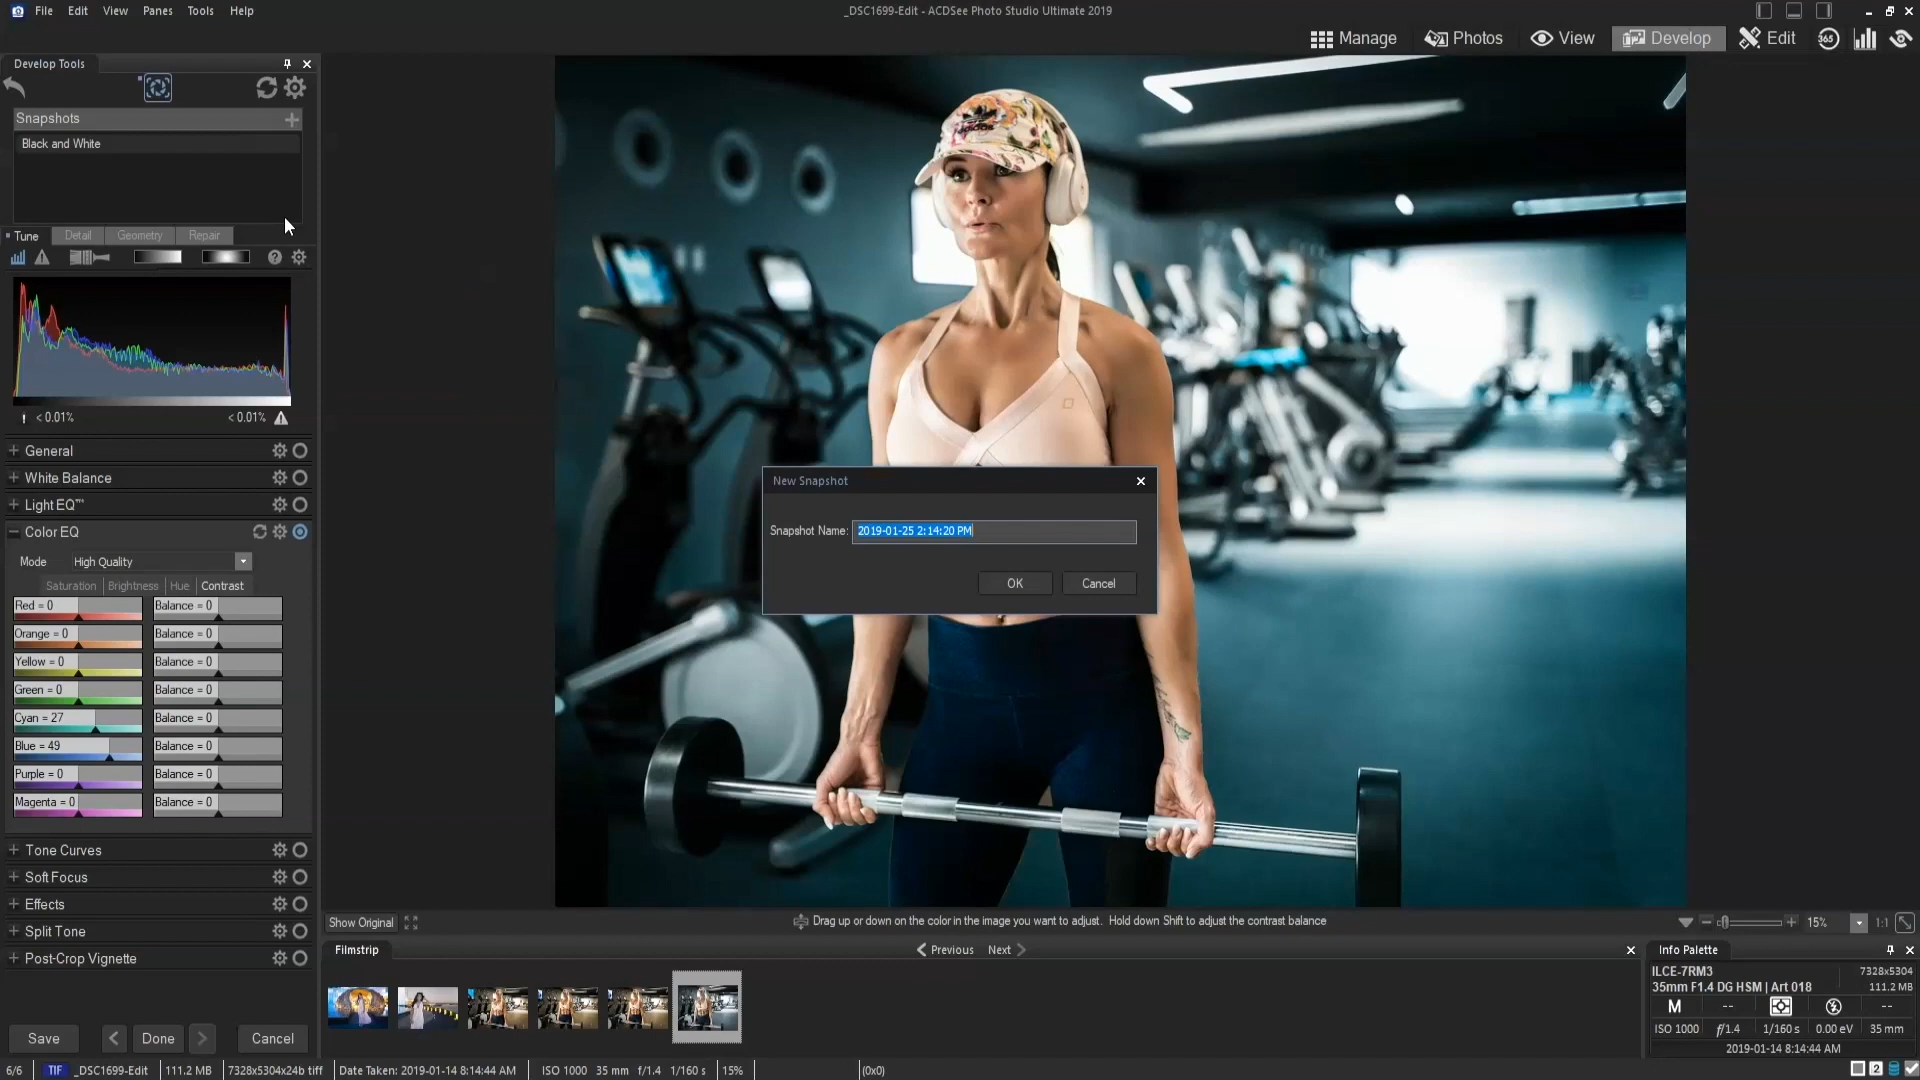 File Edit View Panes Tools Help
_DSC1699-Edit - ACDSee Photo Studio Ultimate 2019
Manage Photos View Develop Edit 365
Develop Tools
Snapshots
Black and White
Tune Detail Geometry Repair
< 0.01% < 0.01%
General
White Balance
Light EQ™
Color EQ
Mode High Quality
Saturation Brightness Hue Contrast
Red = 0 Balance = 0
Orange = 0 Balance = 0
Yellow = 0 Balance = 0
Green = 0 Balance = 0
Cyan = 27 Balance = 0
Blue = 49 Balance = 0
Purple = 0 Balance = 0
Magenta = 0 Balance = 0
Tone Curves
Soft Focus
Effects
Split Tone
Post-Crop Vignette
Save Done Cancel
adidas
New Snapshot
Snapshot Name: 2019-01-25 2:14:20 PM
OK Cancel
Show Original Drag up or down on the color in the image you want to adjust. Hold down Shift to adjust the contrast balance 15% 1:1
Filmstrip Previous Next
Info Palette
ILCE-7RM3 7328x5304
35mm F1.4 DG HSM | Art 018 111.2 MB
M -- --
ISO 1000 f/1.4 1/160 s 0.00 eV 35 mm
2019-01-14 8:14:44 AM
6/6 TIF _DSC1699-Edit 111.2 MB 7328x5304x24b tiff Date Taken: 2019-01-14 8:14:44 AM ISO 1000 35 mm f/1.4 1/160 s 15% (0x0) 2